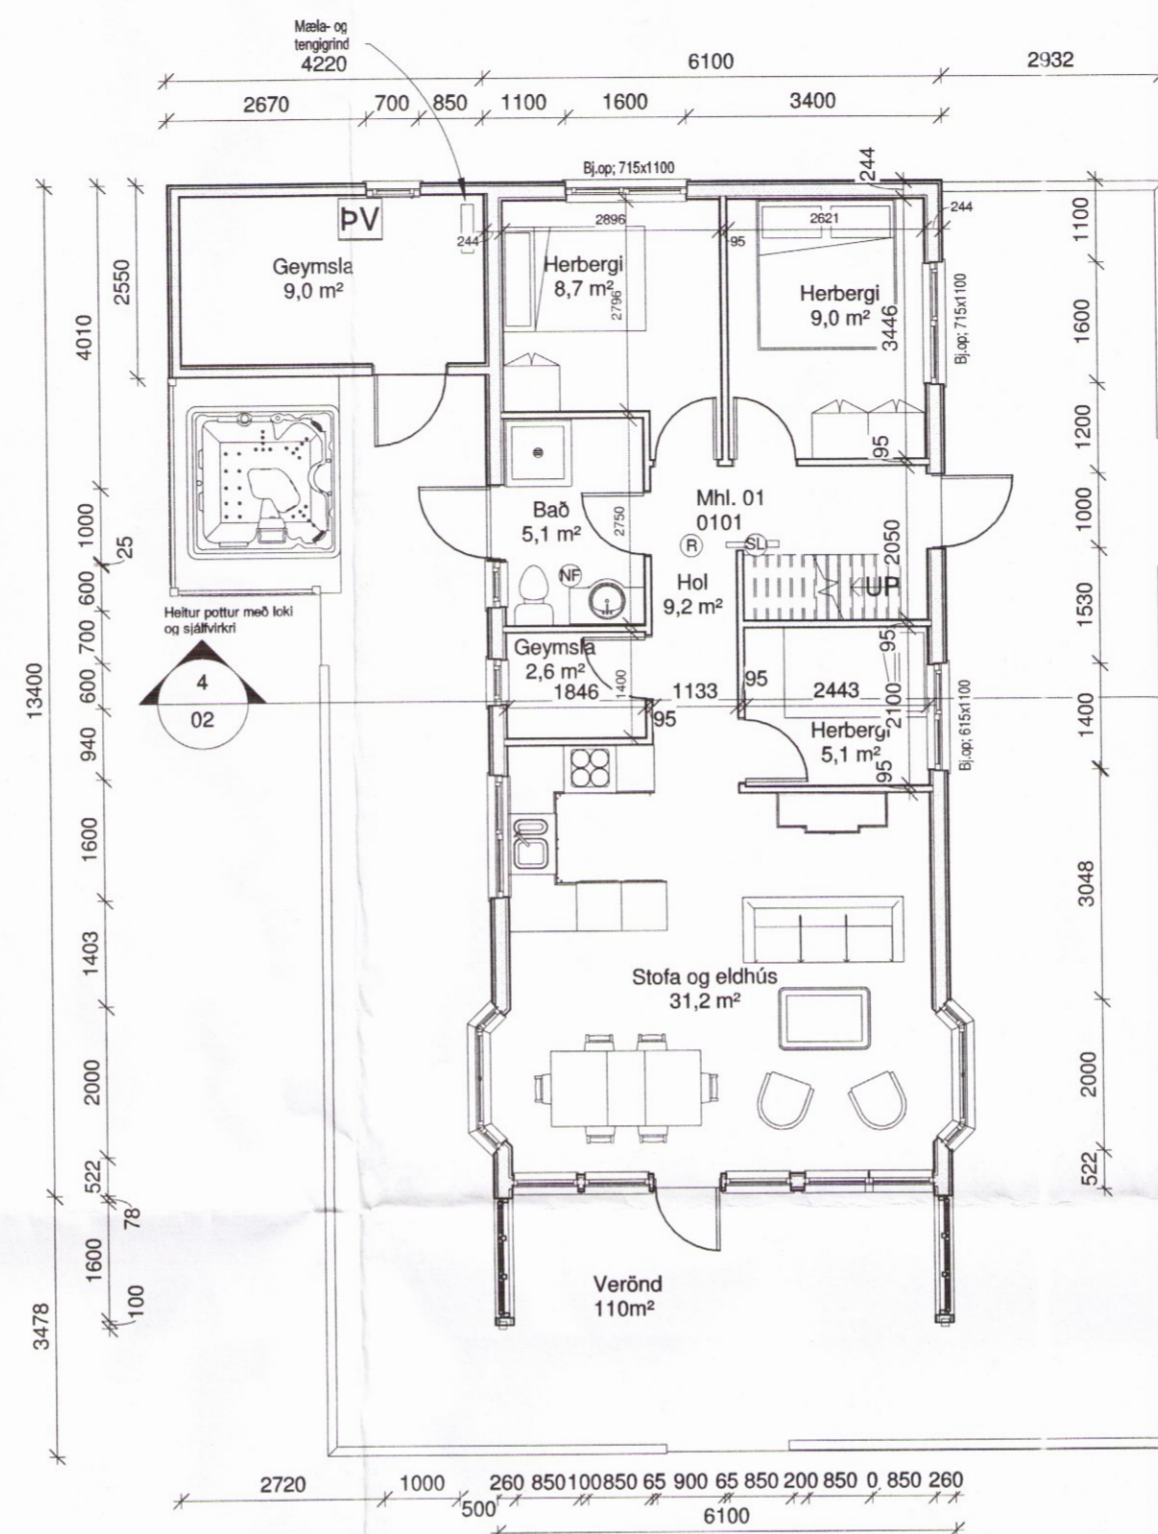 Mæla- og
tengigrind
4220
6100
2932
2670
700
850
1100
1600
3400
Bj.op; 715x1100
244
ÞV
2896
2621
244
244
95
Geymsla
9,0 m²
Herbergi
8,7 m²
2796
Herbergi
9,0 m²
3446
Bj.op; 715x1100
1100
1600
1200
1000
1530
1400
3048
2000
522
2550
4010
1000
25
600
700
600
940
1600
1403
2000
522
78
1600
100
13400
3478
95
Mhl. 01
0101
Bað
5,1 m²
2750
R
SL
2050
NF
Hol
9,2 m²
UP
Heitur pottur með loki
og sjálfvirkri
4
02
Geymsla
2,6 m²
1846
1400
95
1133
95
2443
95
2100
Herbergi
5,1 m²
95
Bj.op; 615x1100
Stofa og eldhús
31,2 m²
Verönd
110m²
2720
1000
500
260
850
100
850
65
900
65
850
200
850
0
850
260
6100